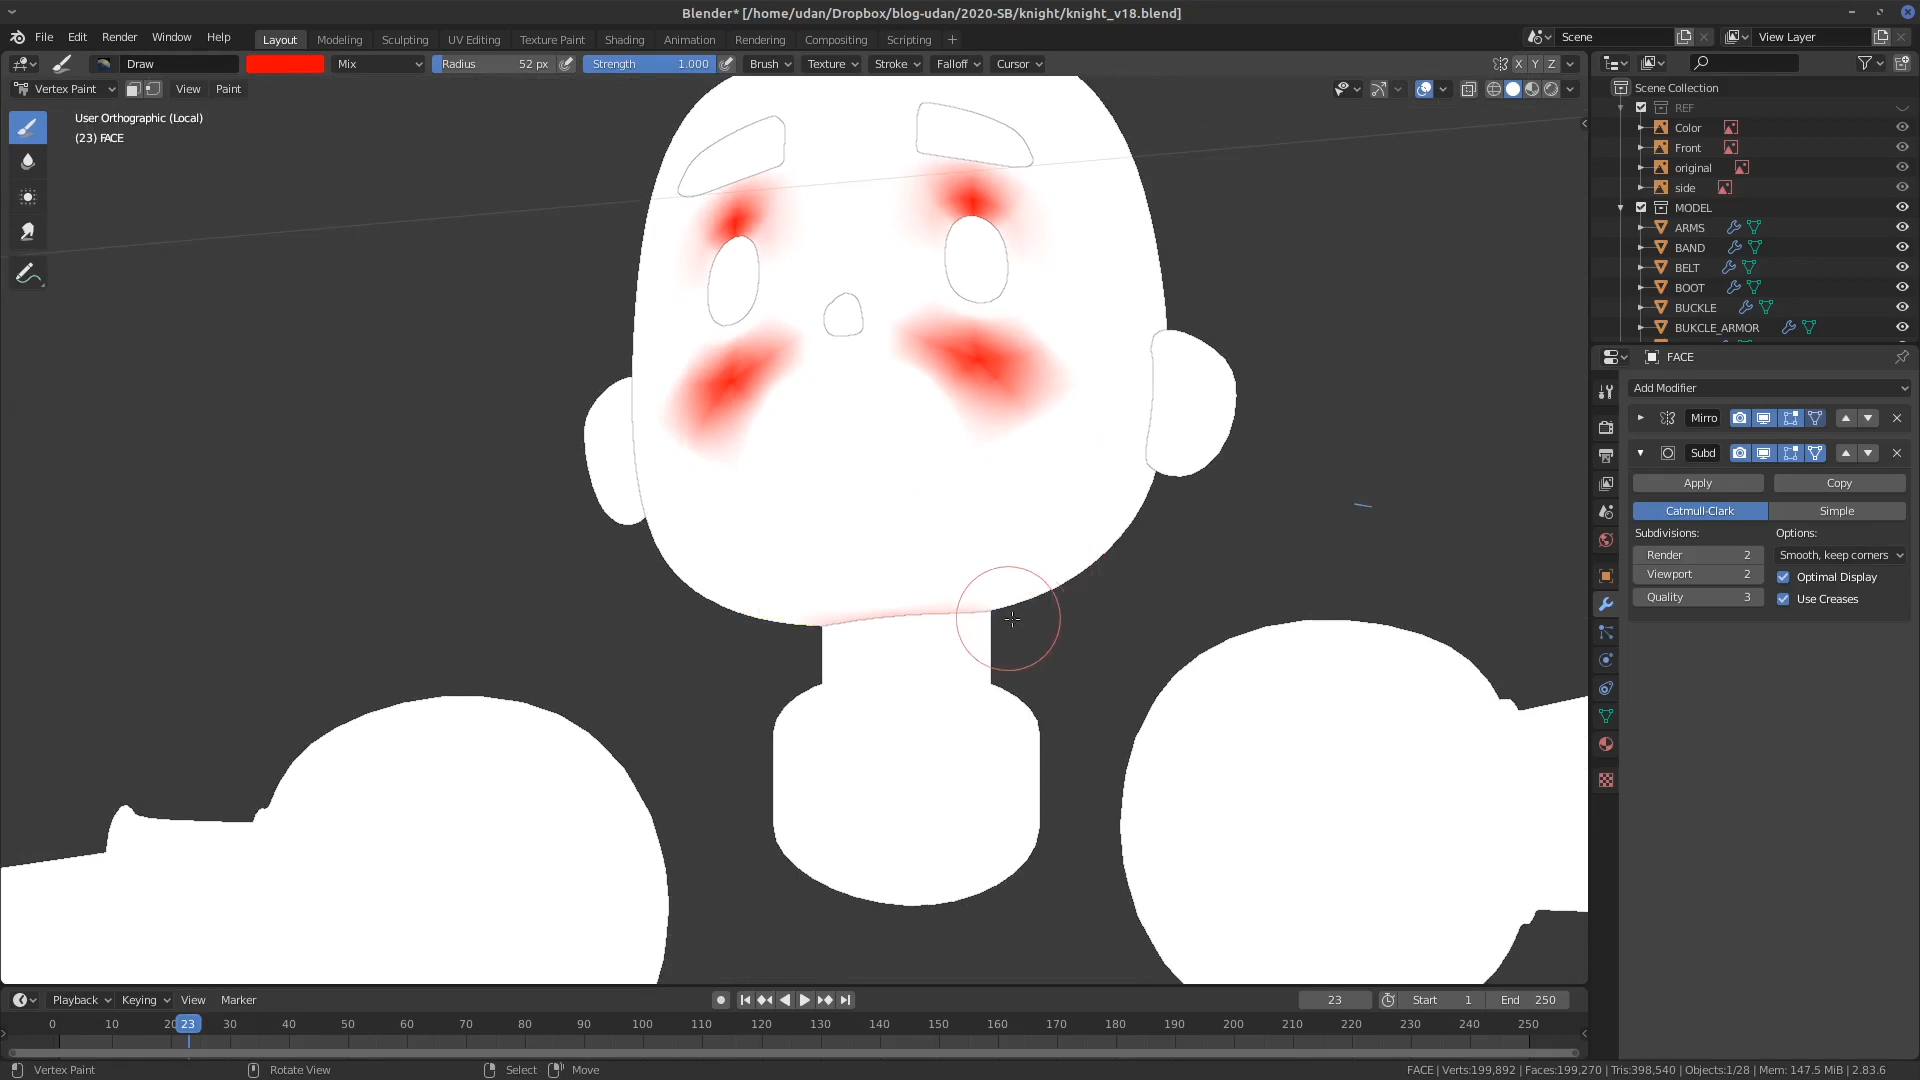 Blender* [/home/udan/Dropbox/blog-udan/2020-SB/knight/knight_v18.blend]
File Edit Render Window Help Layout Modeling Sculpting UV Editing Texture Paint Shading Animation Rendering Compositing Scripting Scene View Layer
Draw Mix Radius 52 px Strength 1.000 Brush Texture Stroke Falloff Cursor X Y Z
Vertex Paint View Paint
User Orthographic (Local)
(23) FACE
Scene Collection
REF
Color
Front
original
side
MODEL
ARMS
BAND
BELT
BOOT
BUCKLE
BUKCLE_ARMOR
FACE
Add Modifier
Mirro
Subd
Apply Copy
Catmull-Clark Simple
Subdivisions: Options:
Render 2 Smooth, keep corners
Viewport 2 Optimal Display
Quality 3 Use Creases
Playback Keying View Marker 23 Start 1 End 250
0 10 20 23 30 40 50 60 70 80 90 100 110 120 130 140 150 160 170 180 190 200 210 220 230 240 250
Vertex Paint Rotate View Select Move FACE | Verts:199,892 | Faces:199,270 | Tris:398,540 | Objects:1/28 | Mem: 147.5 MiB | 2.83.6